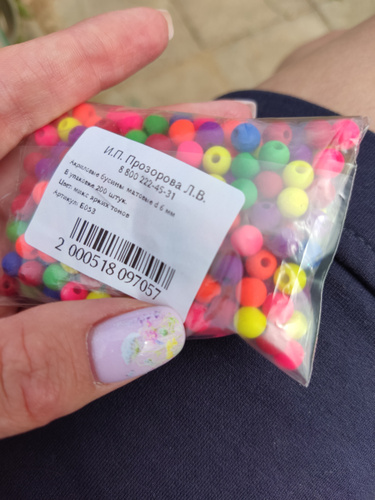 И.П. Прозорова Л.В.
8 800 222-45-31
Акриловые бусины матовые d 6 мм
В упаковке 200 штук.
Цвет: микс ярких тонов
Артикул: Б053
2 000518 097057